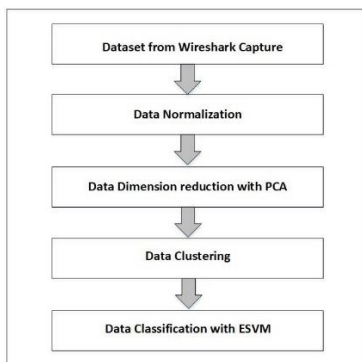 Dataset from Wireshark Capture
Data Normalization
Data Dimension reduction with PCA
Data Clustering
Data Classification with ESVM